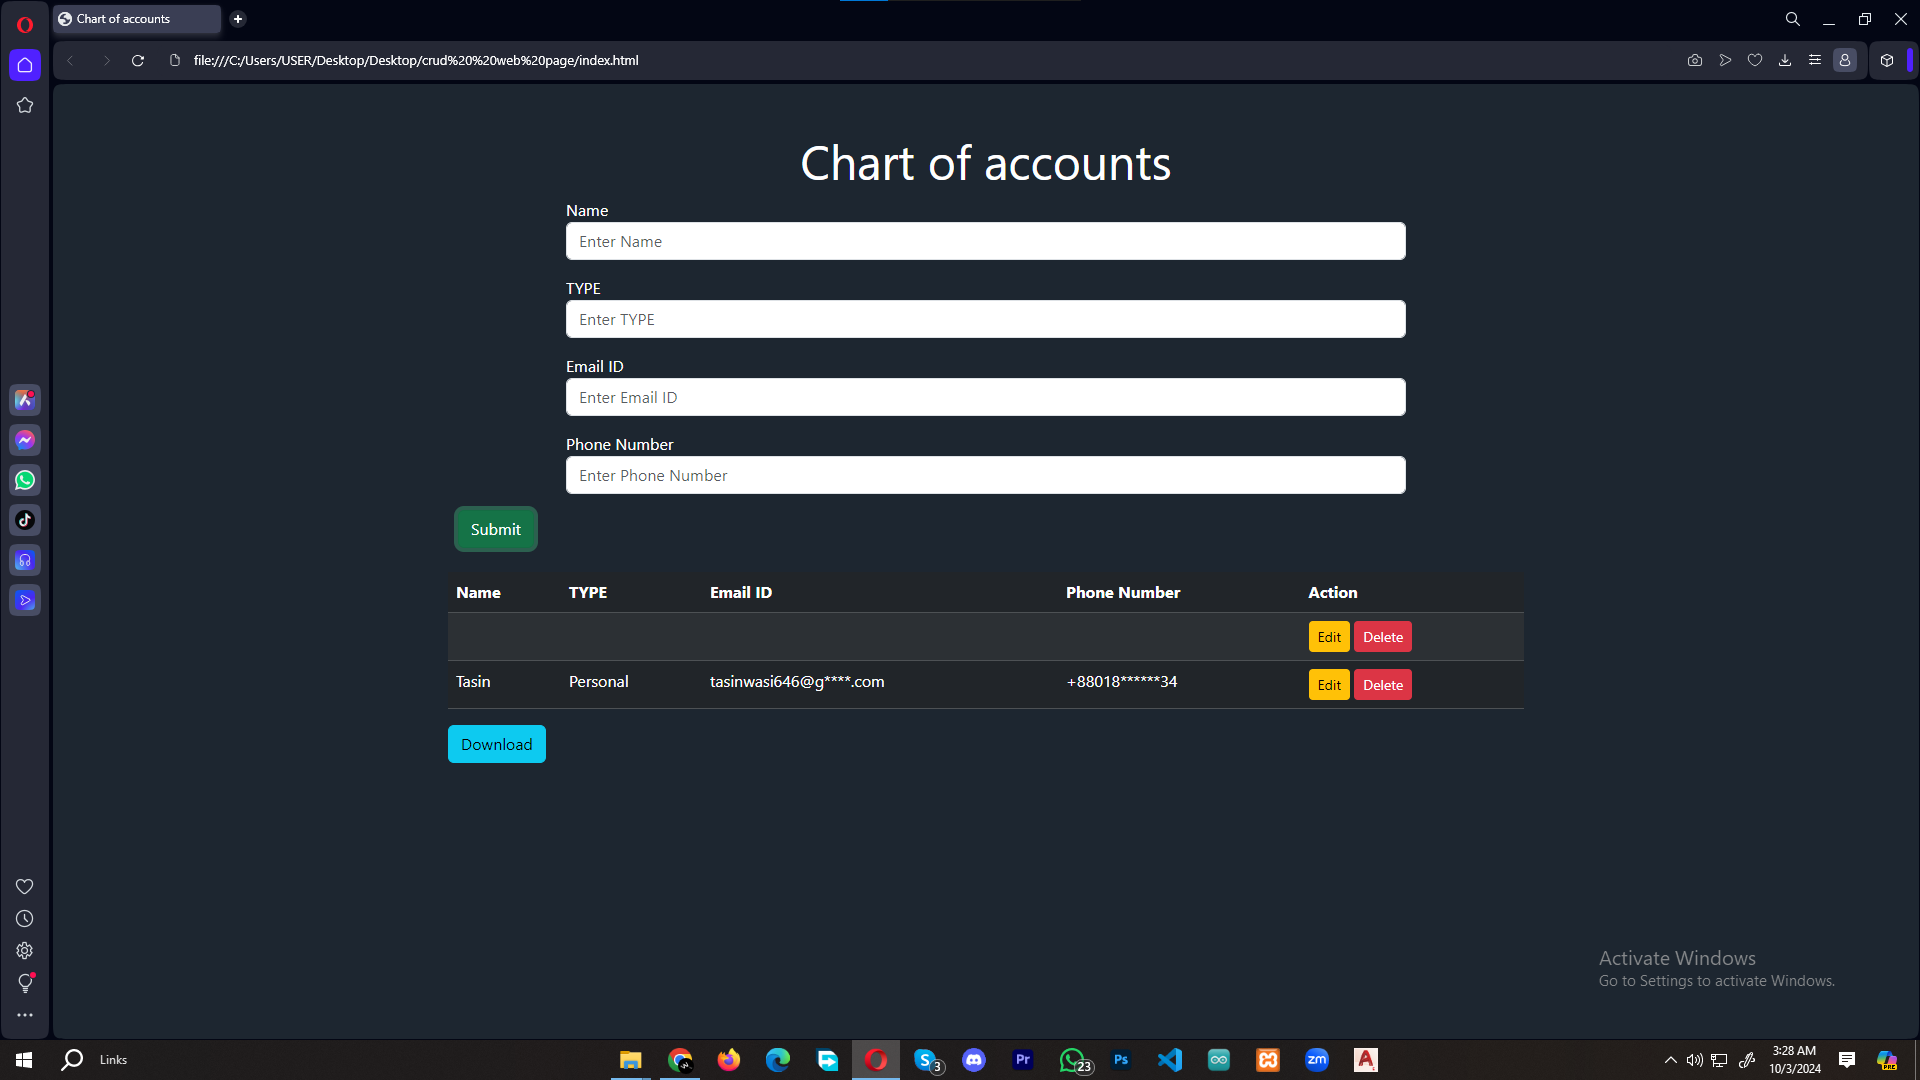 Chart of accounts
file:///C:/Users/USER/Desktop/Desktop/crud%20%20web%20page/index.html
Chart of accounts
Name
Enter Name
TYPE
Enter TYPE
Email ID
Enter Email ID
Phone Number
Enter Phone Number
Submit
Name TYPE Email ID Phone Number Action
Edit Delete
Tasin Personal tasinwasi646@g****.com +88018******34 Edit Delete
Download
Activate Windows
Go to Settings to activate Windows.
Links
S 3
Pr
23
Ps
zm
A
PRE
3:28 AM
10/3/2024